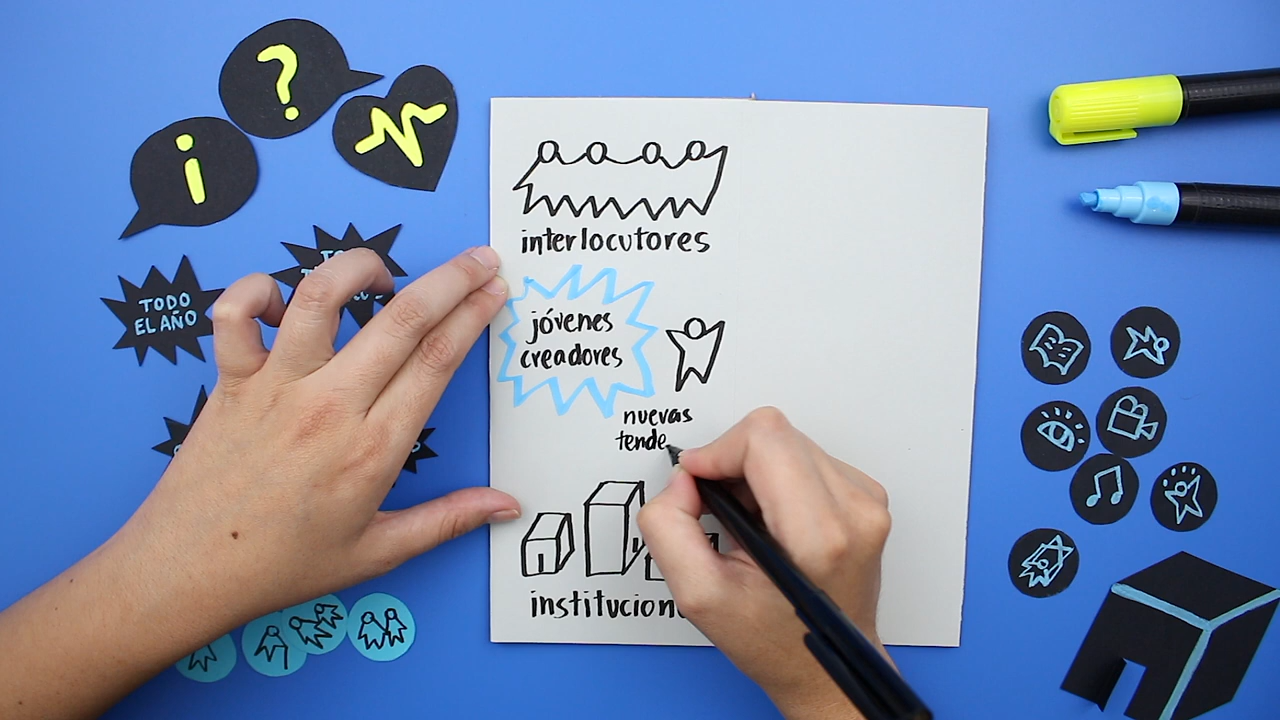 ?
i
TODO
EL AÑO
interlocutores
jóvenes
creadores
nuevas
tende
institucion